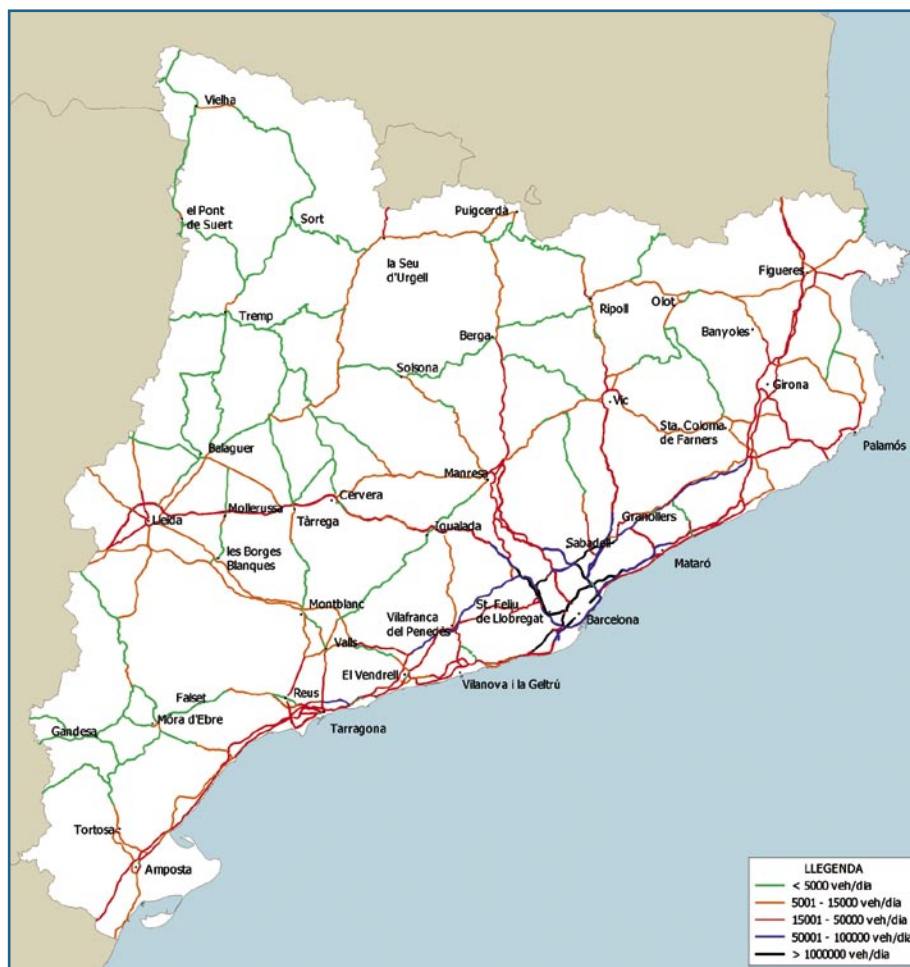 Vielha
el Pont
de Suert
Sort
Puigcerdà
la Seu
d'Urgell
Figueres
Tremp
Ripoll
Olot
Berga
Banyoles
Solsona
Girona
Vic
Sta. Coloma
de Farners
Palamós
Balaguer
Manresa
Cervera
Mollerussa
Lleida
Tàrrega
Igualada
Granollers
Sabadell
les Borges
Blanques
Mataró
Montblanc
Vilafranca
del Penedès
St. Feliu
de Llobregat
Barcelona
Valls
El Vendrell
Vilanova i la Geltrú
Falset
Reus
Móra d'Ebre
Gandesa
Tarragona
Tortosa
Amposta
LLEGENDA
< 5000 veh/dia
5001 - 15000 veh/dia
15001 - 50000 veh/dia
50001 - 100000 veh/dia
> 1000000 veh/dia